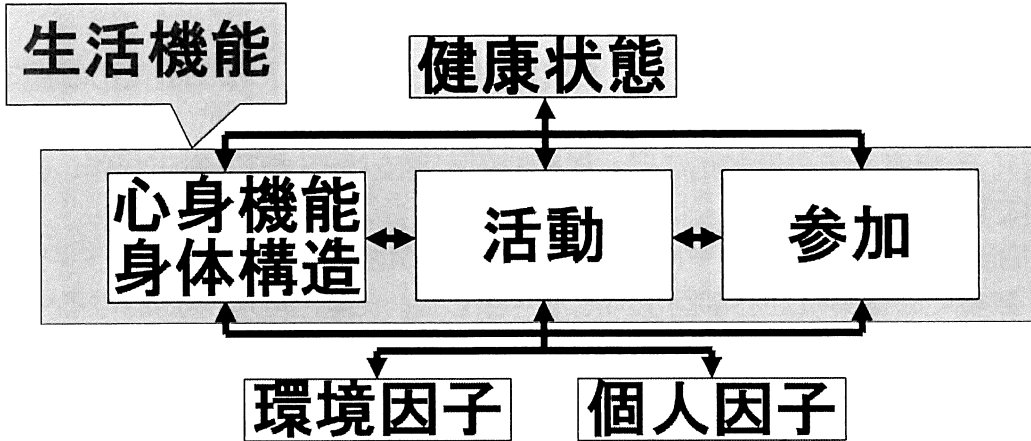 生活機能
健康状態
心身機能
身体構造
活動
参加
環境因子
個人因子